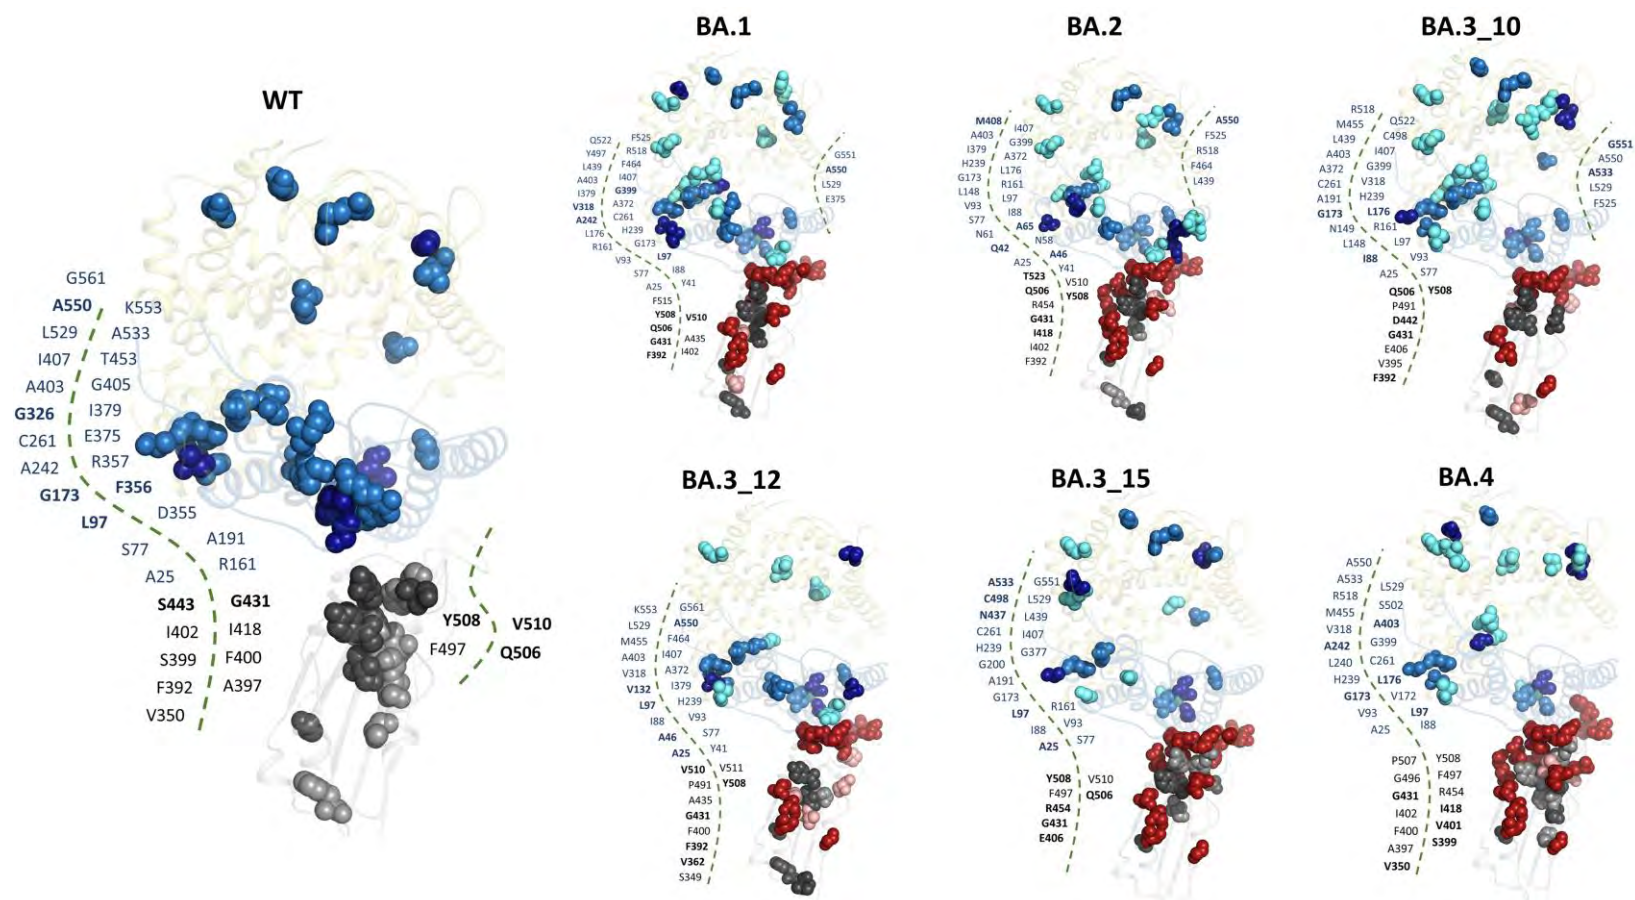 WT
G561
A550
K553
L529
A533
I407
T453
A403
G405
G326
I379
C261
E375
A242
R357
G173
F356
L97
D355
S77
A191
A25
R161
S443
G431
I402
I418
S399
F400
F392
A397
V350
Y508
V510
F497
Q506
BA.1
Q522
F525
Y497
R518
L439
F464
A403
I407
I379
G399
V318
A372
A242
C261
L176
H239
R161
G173
V93
L97
S77
I88
A25
Y41
F515
Y508
V510
Q506
G431
A435
F392
I402
G551
A550
L529
E375
BA.2
M408
I407
A403
G399
I379
A372
H239
L176
G173
R161
L148
L97
V93
I88
S77
A65
N61
N58
Q42
A46
A25
Y41
T523
V510
Q506
Y508
R454
G431
I418
I402
F392
A550
F525
R518
F464
L439
BA.3_10
R518
Q522
M455
C498
L439
I407
A403
G399
A372
V318
C261
H239
A191
L176
G173
R161
N149
L97
L148
V93
I88
S77
A25
Q506
Y508
P491
D442
G431
E406
V395
F392
G551
A550
A533
L529
F525
BA.3_12
K553
G561
L529
A550
M455
F464
A403
I407
V318
A372
V132
I379
L97
H239
I88
V93
A46
S77
A25
Y41
V510
V511
P491
Y508
A435
G431
F400
F392
V362
S349
BA.3_15
A533
G551
C498
L529
N437
L439
C261
I407
H239
G377
G200
A191
G173
R161
L97
V93
I88
S77
A25
Y508
V510
F497
Q506
R454
G431
E406
BA.4
A550
A533
L529
R518
S502
M455
A403
V318
G399
A242
C261
L240
L176
H239
V172
G173
L97
V93
I88
A25
P507
Y508
G496
F497
G431
R454
I402
I418
F400
V401
A397
S399
V350